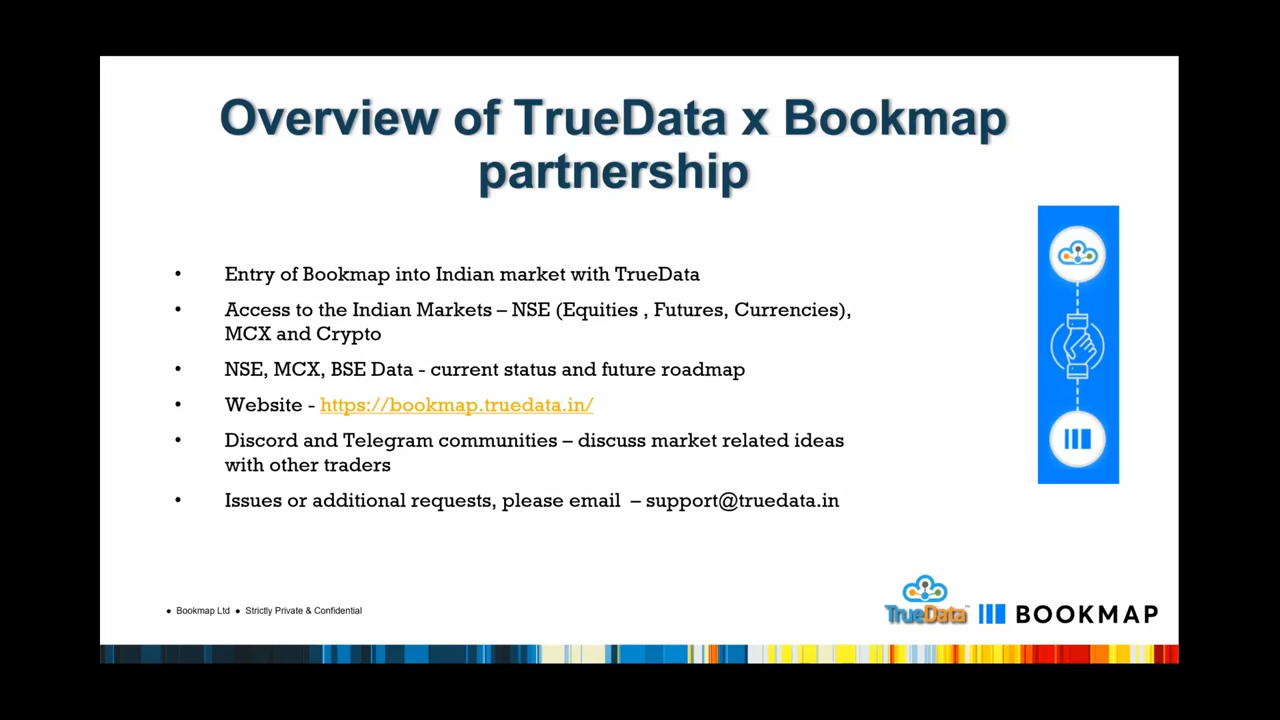 Overview of TrueData x Bookmap
partnership
• Entry of Bookmap into Indian market with TrueData
• Access to the Indian Markets – NSE (Equities , Futures, Currencies),
MCX and Crypto
• NSE, MCX, BSE Data - current status and future roadmap
• Website - https://bookmap.truedata.in/
• Discord and Telegram communities – discuss market related ideas
with other traders
• Issues or additional requests, please email – support@truedata.in
● Bookmap Ltd ● Strictly Private & Confidential
TrueData™ BOOKMAP